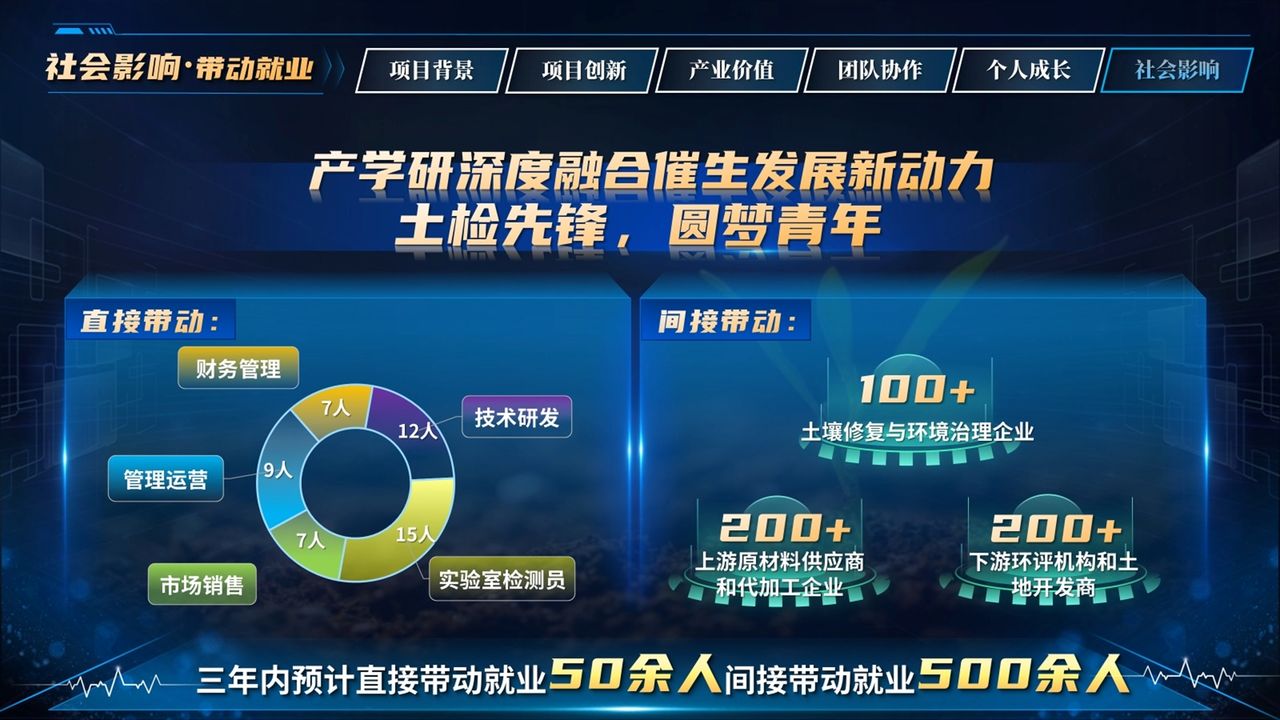 社会影响·带动就业
项目背景
项目创新
产业价值
团队协作
个人成长
社会影响
产学研深度融合催生发展新动力
土检先锋，圆梦青年
直接带动：
财务管理
7人
12人
技术研发
管理运营
9人
7人
15人
市场销售
实验室检测员
间接带动：
100+
土壤修复与环境治理企业
200+
上游原材料供应商
和代加工企业
200+
下游环评机构和土
地开发商
三年内预计直接带动就业50余人间接带动就业500余人